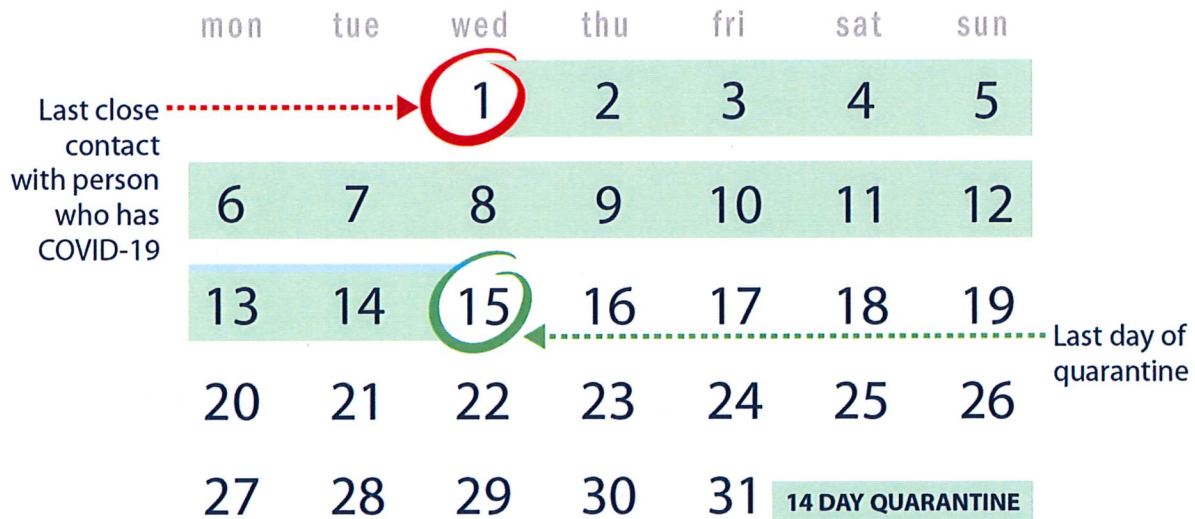 mon tue wed thu fri sat sun
Last close
contact
with person
who has
COVID-19
1 2 3 4 5
6 7 8 9 10 11 12
13 14 15 16 17 18 19
Last day of
quarantine
20 21 22 23 24 25 26
27 28 29 30 31 14 DAY QUARANTINE